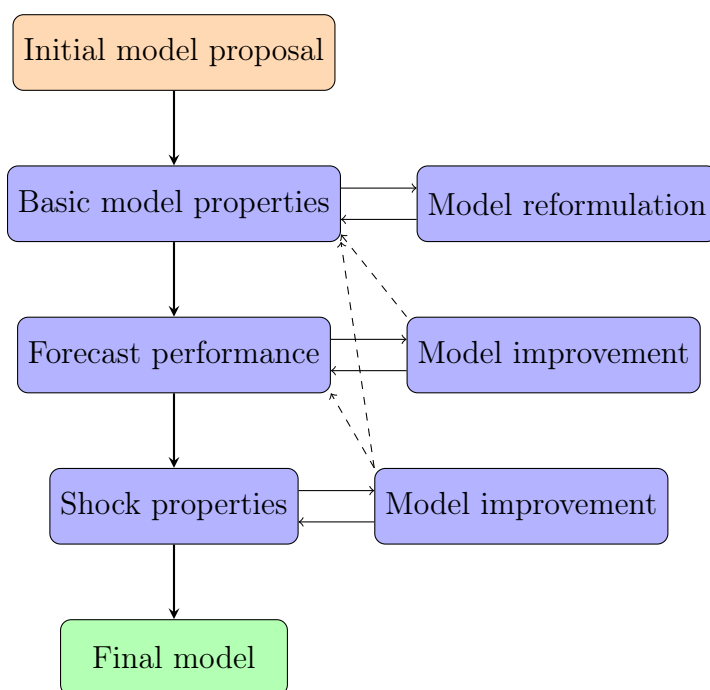 Initial model proposal
Basic model properties
Model reformulation
Forecast performance
Model improvement
Shock properties
Model improvement
Final model